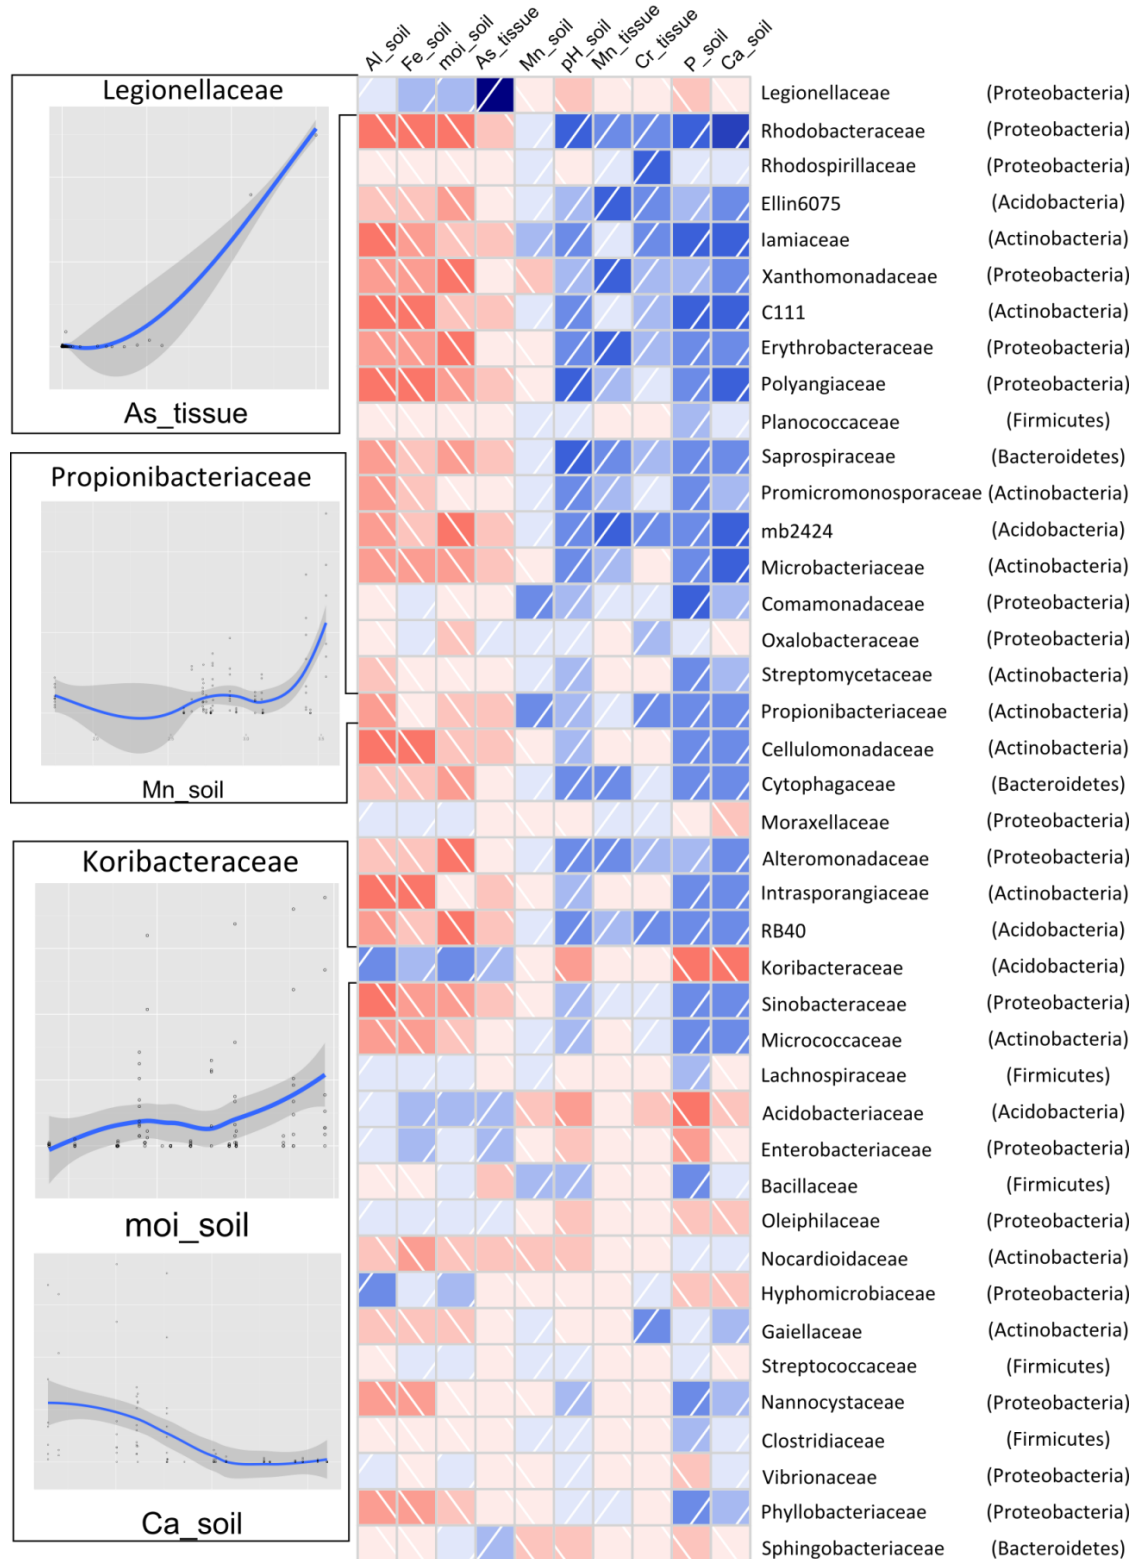 Al_soil Fe_soil moi_soil As_tissue Mn_soil pH_soil Mn_tissue Cr_tissue P_soil Ca_soil
Legionellaceae
As_tissue
Propionibacteriaceae
Mn_soil
Koribacteraceae
moi_soil
Ca_soil
Legionellaceae (Proteobacteria)
Rhodobacteraceae (Proteobacteria)
Rhodospirillaceae (Proteobacteria)
Ellin6075 (Acidobacteria)
Iamiaceae (Actinobacteria)
Xanthomonadaceae (Proteobacteria)
C111 (Actinobacteria)
Erythrobacteraceae (Proteobacteria)
Polyangiaceae (Proteobacteria)
Planococcaceae (Firmicutes)
Saprospiraceae (Bacteroidetes)
Promicromonosporaceae (Actinobacteria)
mb2424 (Acidobacteria)
Microbacteriaceae (Actinobacteria)
Comamonadaceae (Proteobacteria)
Oxalobacteraceae (Proteobacteria)
Streptomycetaceae (Actinobacteria)
Propionibacteriaceae (Actinobacteria)
Cellulomonadaceae (Actinobacteria)
Cytophagaceae (Bacteroidetes)
Moraxellaceae (Proteobacteria)
Alteromonadaceae (Proteobacteria)
Intrasporangiaceae (Actinobacteria)
RB40 (Acidobacteria)
Koribacteraceae (Acidobacteria)
Sinobacteraceae (Proteobacteria)
Micrococcaceae (Actinobacteria)
Lachnospiraceae (Firmicutes)
Acidobacteriaceae (Acidobacteria)
Enterobacteriaceae (Proteobacteria)
Bacillaceae (Firmicutes)
Oleiphilaceae (Proteobacteria)
Nocardioidaceae (Actinobacteria)
Hyphomicrobiaceae (Proteobacteria)
Gaiellaceae (Actinobacteria)
Streptococcaceae (Firmicutes)
Nannocystaceae (Proteobacteria)
Clostridiaceae (Firmicutes)
Vibrionaceae (Proteobacteria)
Phyllobacteriaceae (Proteobacteria)
Sphingobacteriaceae (Bacteroidetes)